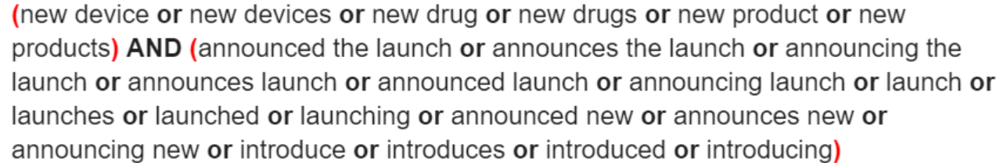 (new device or new devices or new drug or new drugs or new product or new
products) AND (announced the launch or announces the launch or announcing the
launch or announces launch or announced launch or announcing launch or launch or
launches or launched or launching or announced new or announces new or
announcing new or introduce or introduces or introduced or introducing)